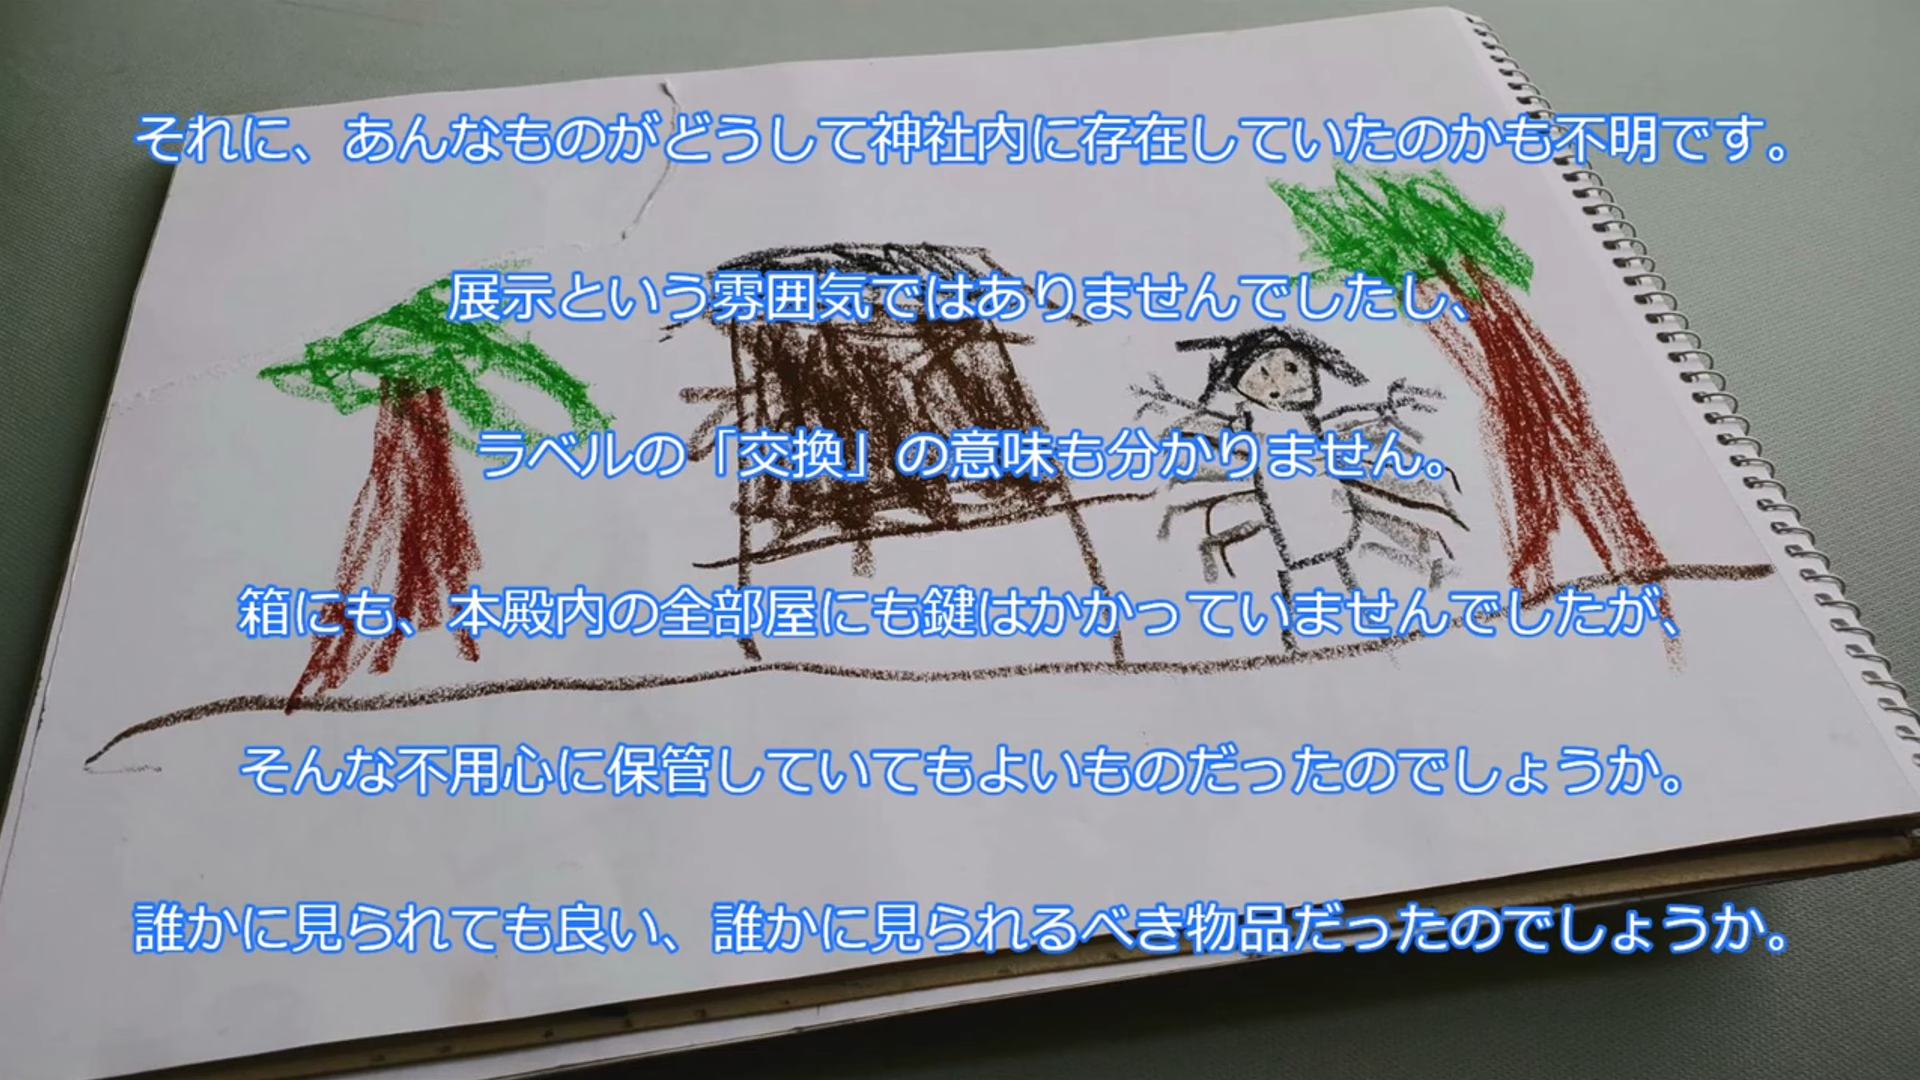 それに、あんなものがどうして神社内に存在していたのかも不明です。
展示という雰囲気ではありませんでしたし、
ラベルの「交換」の意味も分かりません。
箱にも、本殿内の全部屋にも鍵はかかっていませんでしたが、
そんな不用心に保管していてもよいものだったのでしょうか。
誰かに見られても良い、誰かに見られるべき物品だったのでしょうか。